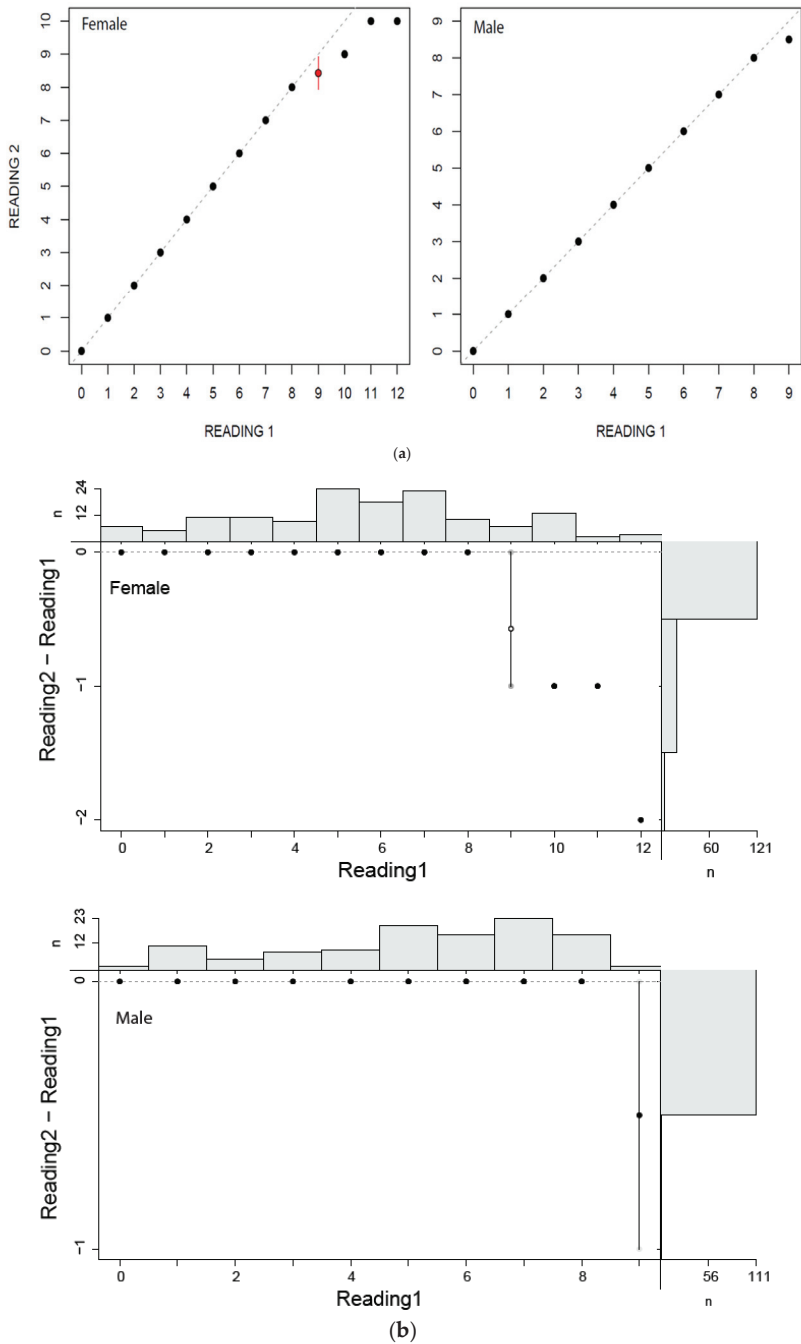 Female
READING 2
10
9
8
7
6
5
4
3
2
1
0
0 1 2 3 4 5 6 7 8 9 10 11 12
READING 1
Male
9
8
7
6
5
4
3
2
1
0
0 1 2 3 4 5 6 7 8 9
READING 1
(a)
n
24
12
Female
Reading2 − Reading1
0
−1
−2
0 2 4 6 8 10 12
Reading1
60 121
n
n
23
12
Male
Reading2 − Reading1
0
−1
0 2 4 6 8
Reading1
56 111
n
(b)